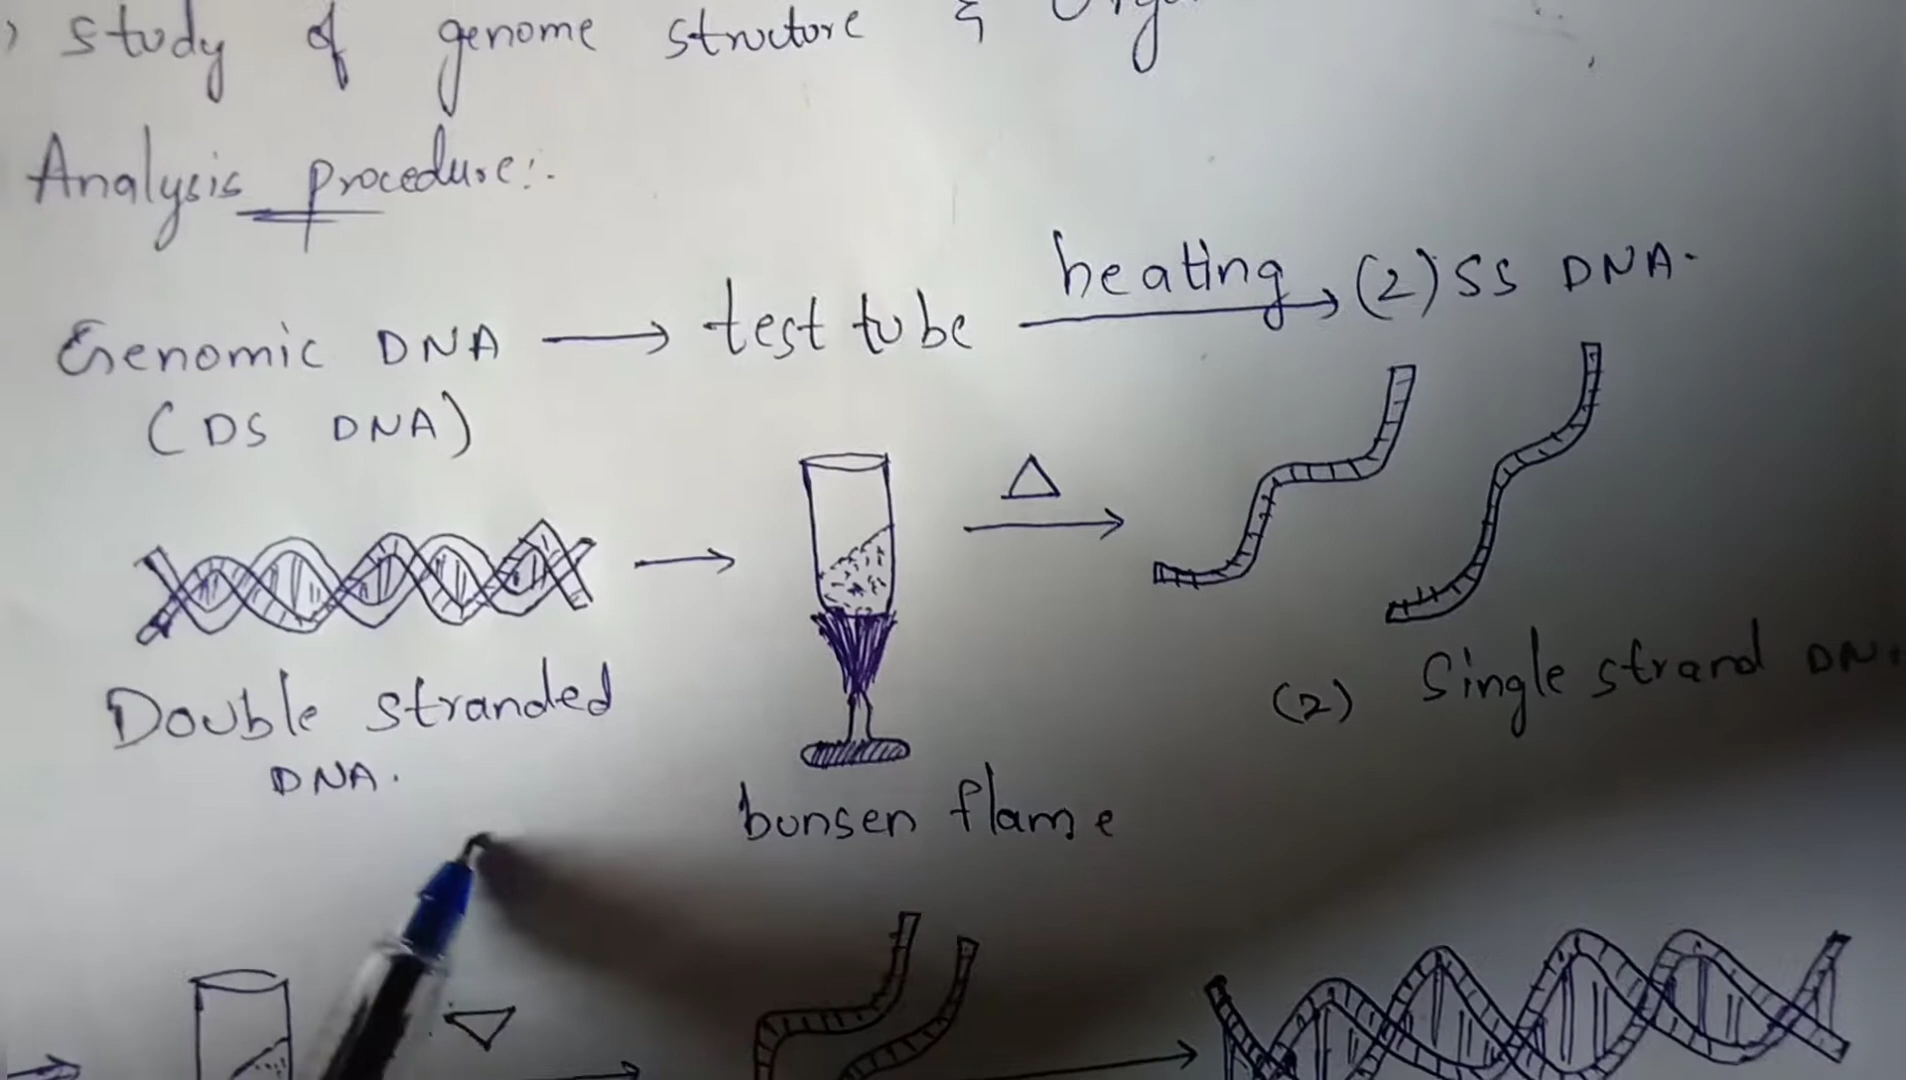 study of genome structure &
Analysis procedure:-
Genomic DNA → test tube heating → (2) SS DNA.
(DS DNA)
Δ
Double stranded
DNA.
(2) Single strand DN
bunsen flame